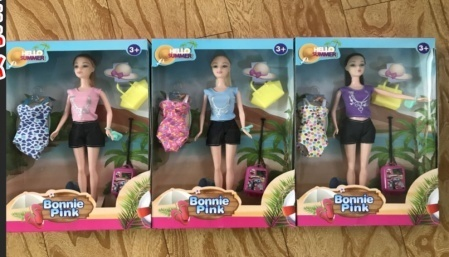 HELLO
SUMMER
3+
Bonnie
Pink
HELLO
SUMMER
3+
Bonnie
Pink
HELLO
SUMMER
3+
Bonnie
Pink